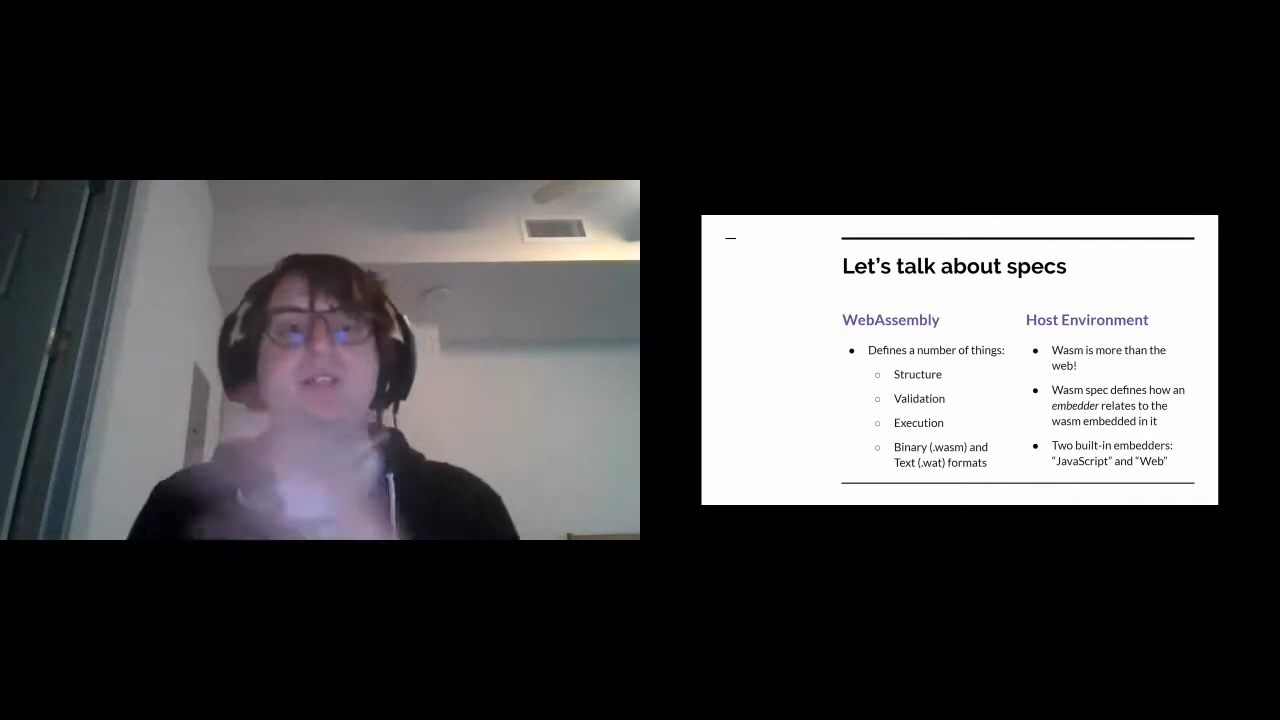 Let’s talk about specs
WebAssembly
● Defines a number of things:
○ Structure
○ Validation
○ Execution
○ Binary (.wasm) and
Text (.wat) formats
Host Environment
● Wasm is more than the
web!
● Wasm spec defines how an
embedder relates to the
wasm embedded in it
● Two built-in embedders:
“JavaScript” and “Web”